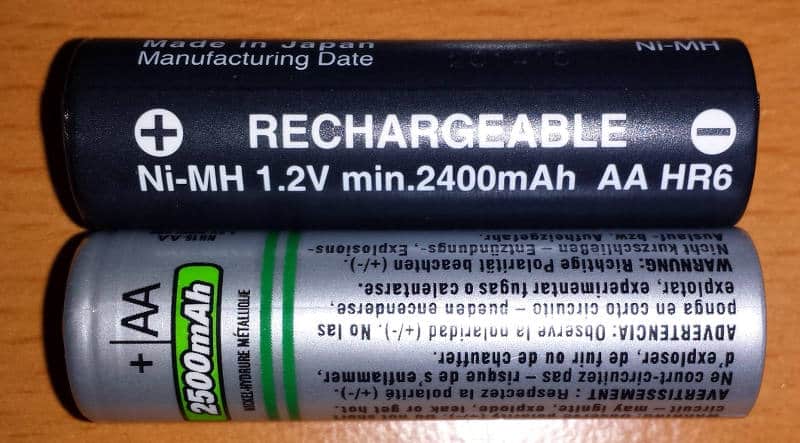 Made in Japan
Manufacturing Date
Ni-MH
+ RECHARGEABLE −
Ni-MH 1.2V min.2400mAh AA HR6
NH15-AA
+ AA
2500mAh
NICKEL-HYDRURE MÉTALLIQUE
circuit – may ignite, explode, leak or get hot.
AVERTISSEMENT : Respectez la polarité
Ne court-circuitez pas – risque de s'enflammer,
d'exploser, de fuir ou de chauffer.
ADVERTENCIA: Observe la polaridad (+/-). No las
ponga en corto circuito – pueden encenderse,
explotar, experimentar fugas o calentarse.
WARNUNG: Richtige Polarität beachten (+/-).
Nicht kurzschließen – Entzündungs-, Explosions-
Auslauf- bzw. Aufheizgefahr.